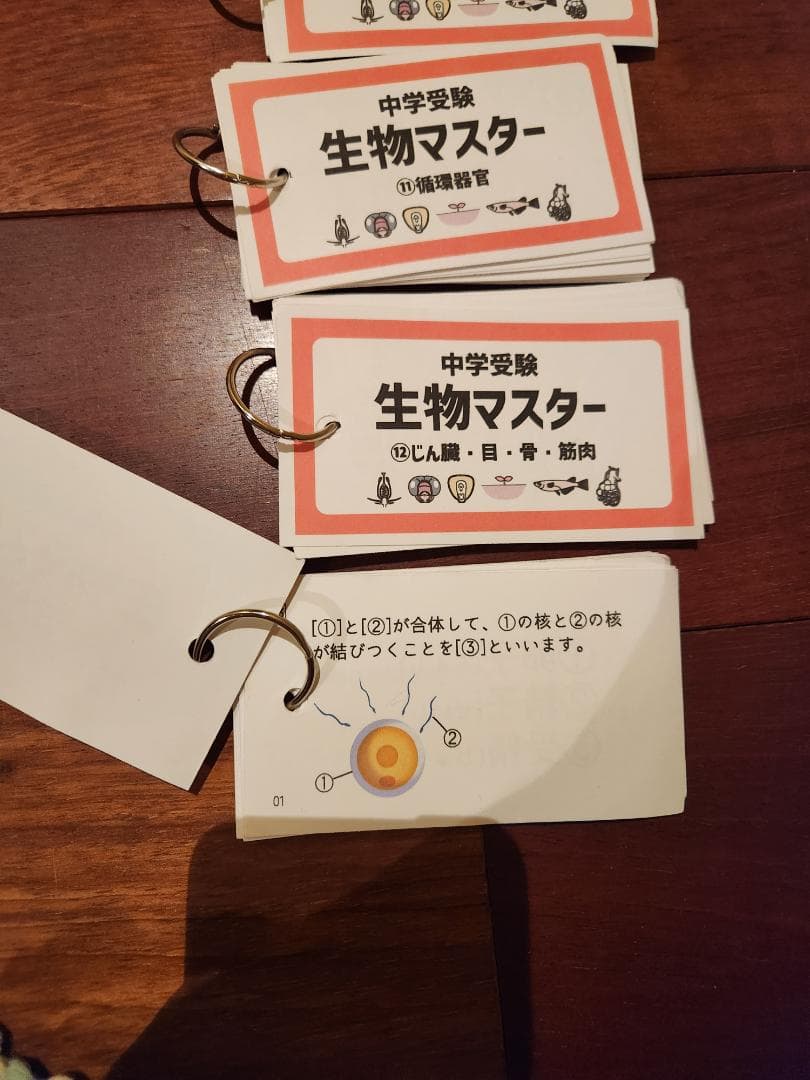 中学受験
生物マスター
⑪循環器官
中学受験
生物マスター
⑫じん臓・目・骨・筋肉
[①]と[②]が合体して、①の核と②の核
が結びつくことを[③]といいます。
②
①
01